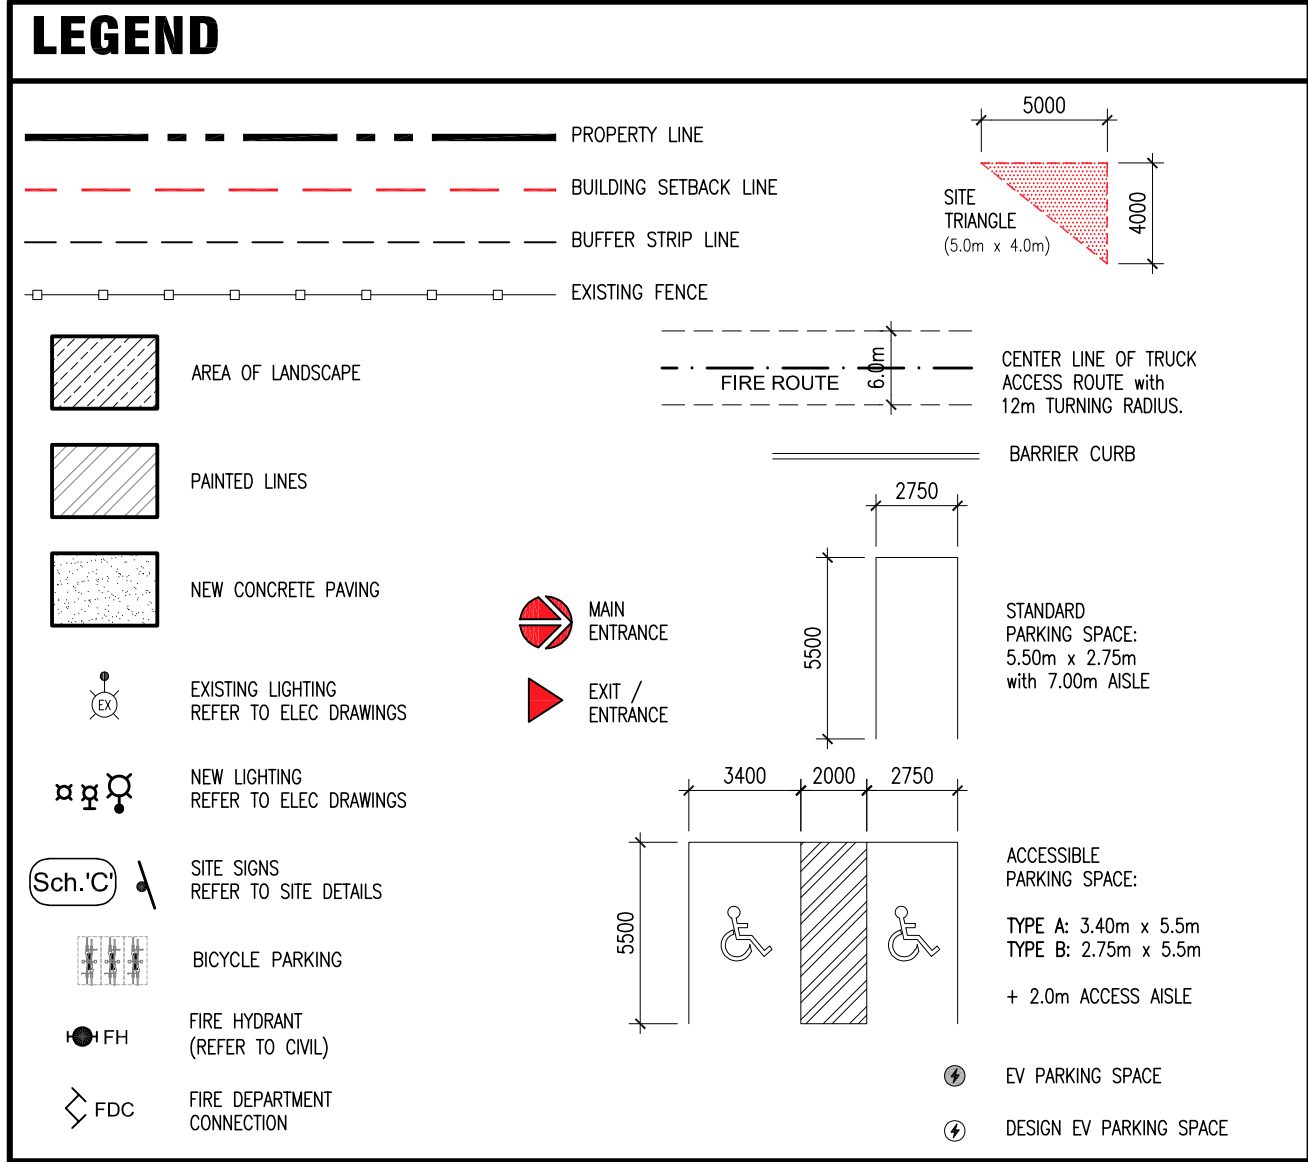 LEGEND
PROPERTY LINE
BUILDING SETBACK LINE
BUFFER STRIP LINE
EXISTING FENCE
5000
4000
SITE
TRIANGLE
(5.0m x 4.0m)
AREA OF LANDSCAPE
PAINTED LINES
NEW CONCRETE PAVING
EX
EXISTING LIGHTING
REFER TO ELEC DRAWINGS
NEW LIGHTING
REFER TO ELEC DRAWINGS
Sch.'C'
SITE SIGNS
REFER TO SITE DETAILS
BICYCLE PARKING
FH
FIRE HYDRANT
(REFER TO CIVIL)
FDC
FIRE DEPARTMENT
CONNECTION
MAIN
ENTRANCE
EXIT /
ENTRANCE
FIRE ROUTE
6.0m
CENTER LINE OF TRUCK
ACCESS ROUTE with
12m TURNING RADIUS.
BARRIER CURB
2750
5500
STANDARD
PARKING SPACE:
5.50m x 2.75m
with 7.00m AISLE
3400
2000
2750
5500
ACCESSIBLE
PARKING SPACE:
TYPE A: 3.40m x 5.5m
TYPE B: 2.75m x 5.5m
+ 2.0m ACCESS AISLE
EV PARKING SPACE
DESIGN EV PARKING SPACE